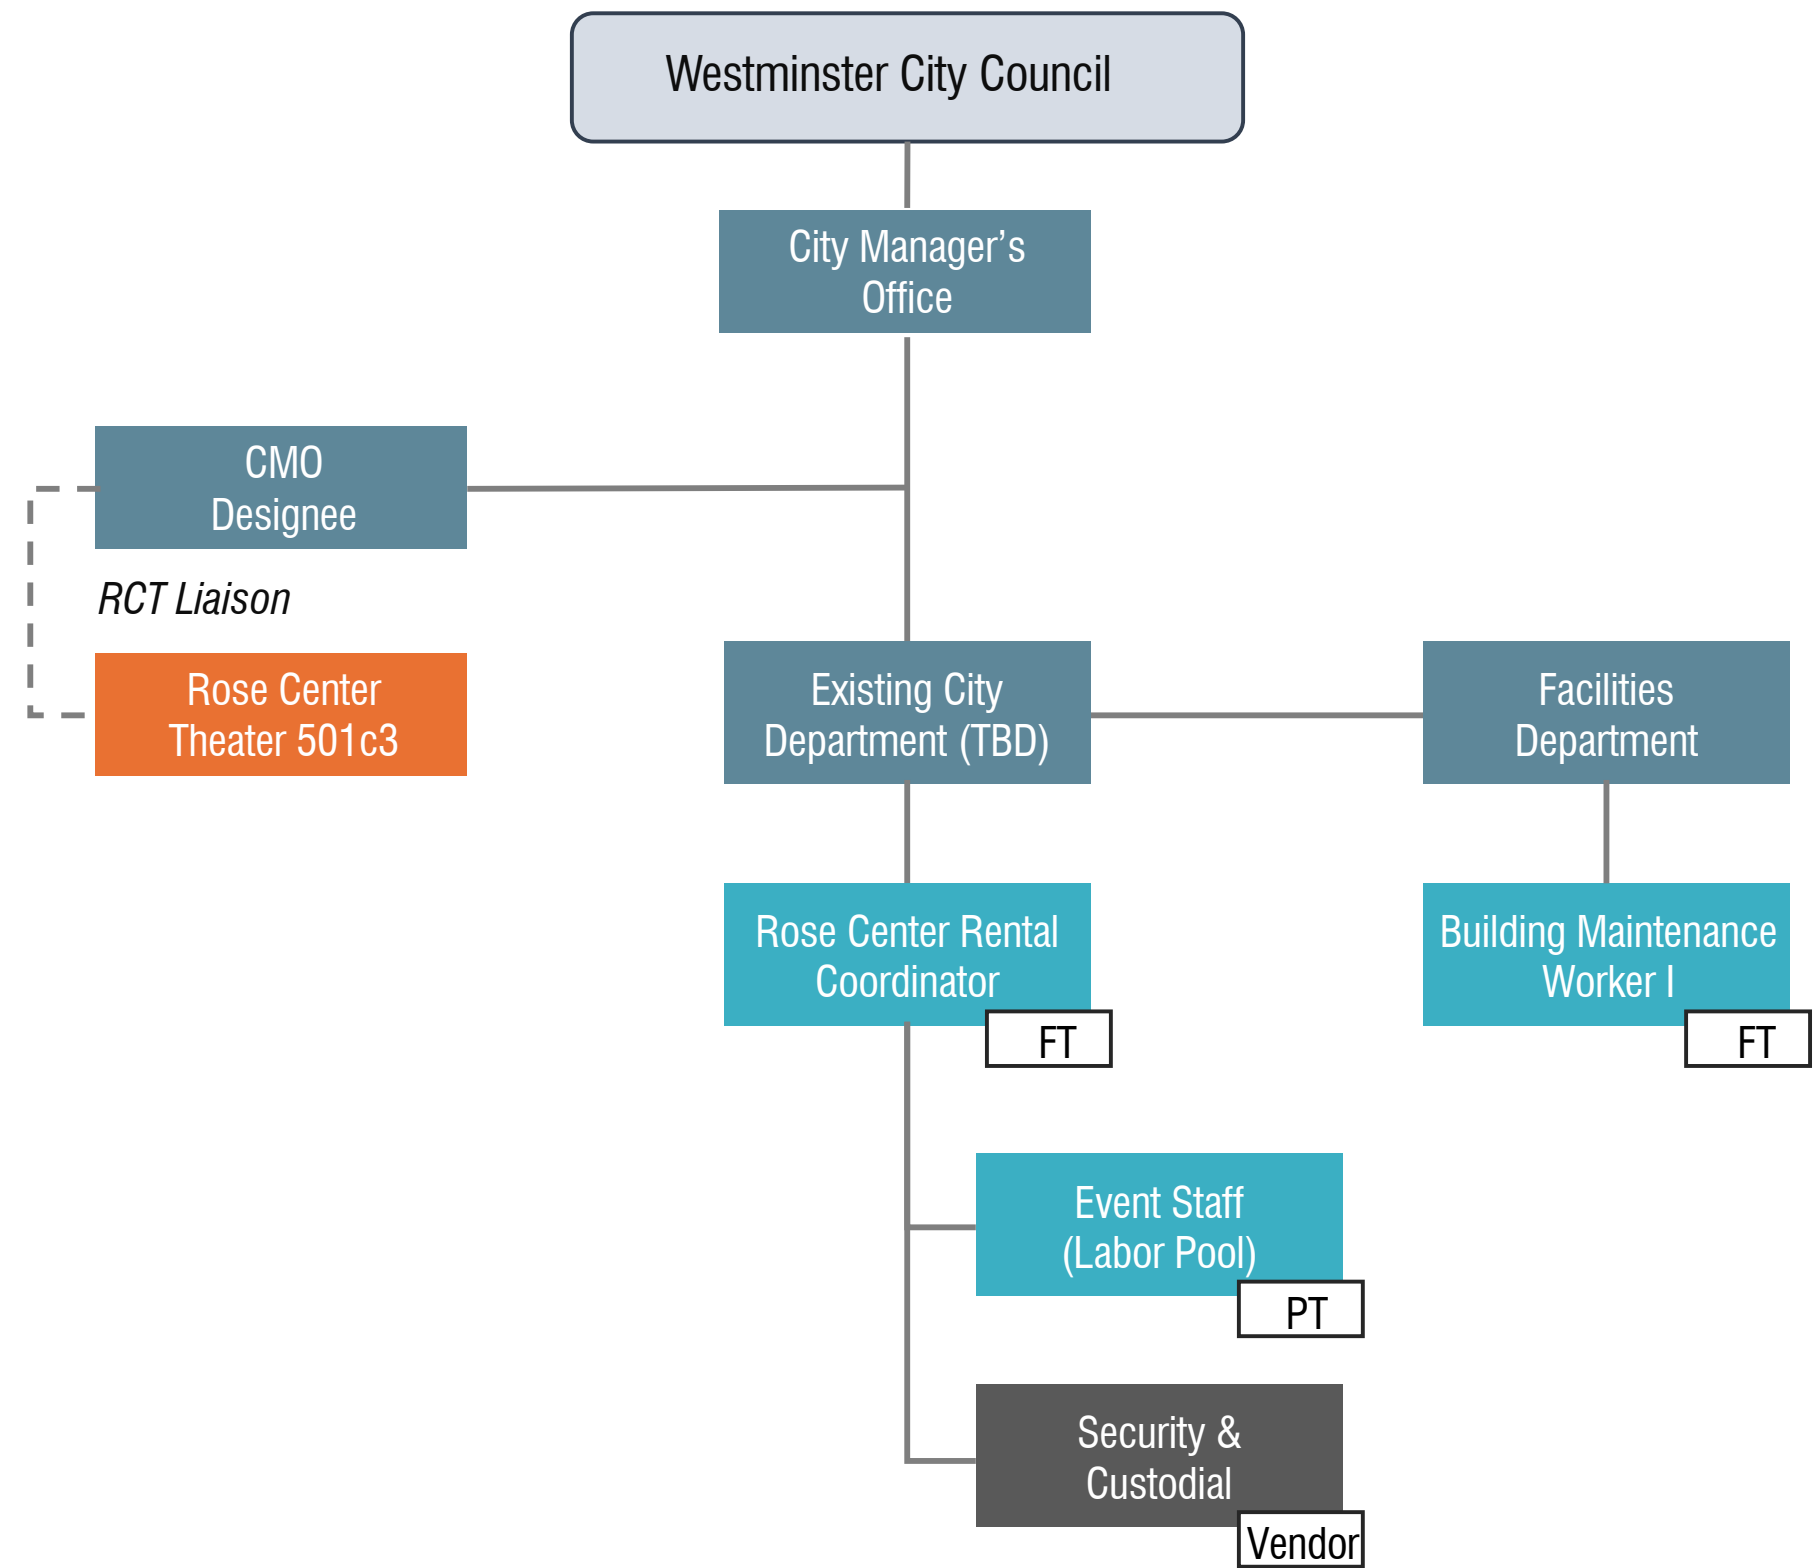 Westminster City Council
City Manager’s
Office
CMO
Designee
RCT Liaison
Rose Center
Theater 501c3
Existing City
Department (TBD)
Facilities
Department
Rose Center Rental
Coordinator
FT
Building Maintenance
Worker I
FT
Event Staff
(Labor Pool)
PT
Security &
Custodial
Vendor